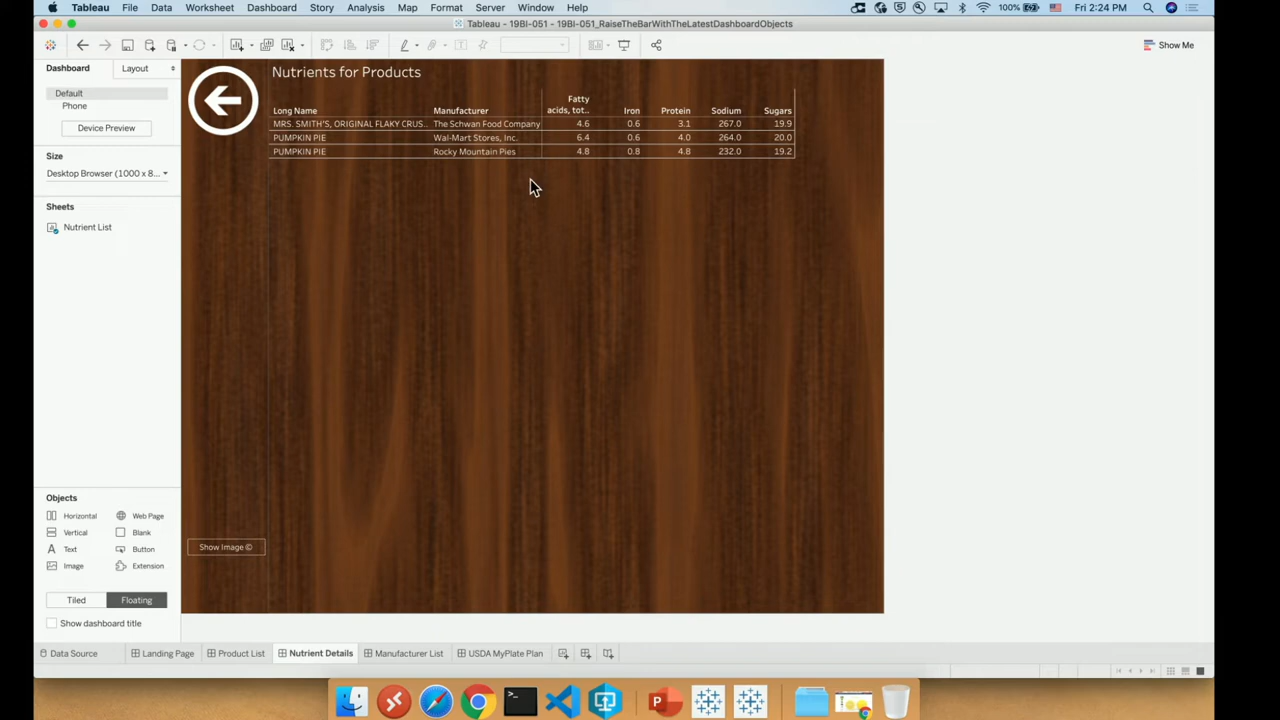 Tableau File Data Worksheet Dashboard Story Analysis Map Format Server Window Help 100% Fri 2:24 PM
Tableau - 19BI-051 - 19BI-051_RaiseTheBarWithTheLatestDashboardObjects
Show Me
Dashboard Layout
Default
Phone
Device Preview
Size
Desktop Browser (1000 x 8...
Sheets
Nutrient List
Objects
Horizontal Web Page
Vertical Blank
Text Button
Image Extension
Tiled Floating
Show dashboard title
Nutrients for Products
Long Name Manufacturer Fatty acids, tot.. Iron Protein Sodium Sugars
MRS. SMITH'S, ORIGINAL FLAKY CRUS.. The Schwan Food Company 4.6 0.6 3.1 267.0 19.9
PUMPKIN PIE Wal-Mart Stores, Inc. 6.4 0.6 4.0 264.0 20.0
PUMPKIN PIE Rocky Mountain Pies 4.8 0.8 4.8 232.0 19.2
Show Image ©
Data Source Landing Page Product List Nutrient Details Manufacturer List USDA MyPlate Plan